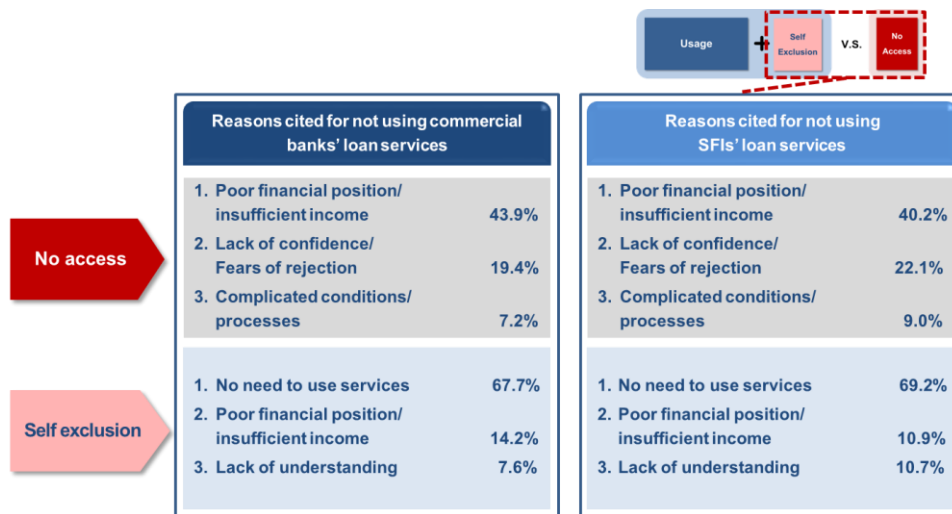 Usage
+
Self
Exclusion
V.S.
No
Access
Reasons cited for not using commercial
banks' loan services
Reasons cited for not using
SFIs' loan services
No access
1. Poor financial position/
insufficient income 43.9%
2. Lack of confidence/
Fears of rejection 19.4%
3. Complicated conditions/
processes 7.2%
1. Poor financial position/
insufficient income 40.2%
2. Lack of confidence/
Fears of rejection 22.1%
3. Complicated conditions/
processes 9.0%
Self exclusion
1. No need to use services 67.7%
2. Poor financial position/
insufficient income 14.2%
3. Lack of understanding 7.6%
1. No need to use services 69.2%
2. Poor financial position/
insufficient income 10.9%
3. Lack of understanding 10.7%